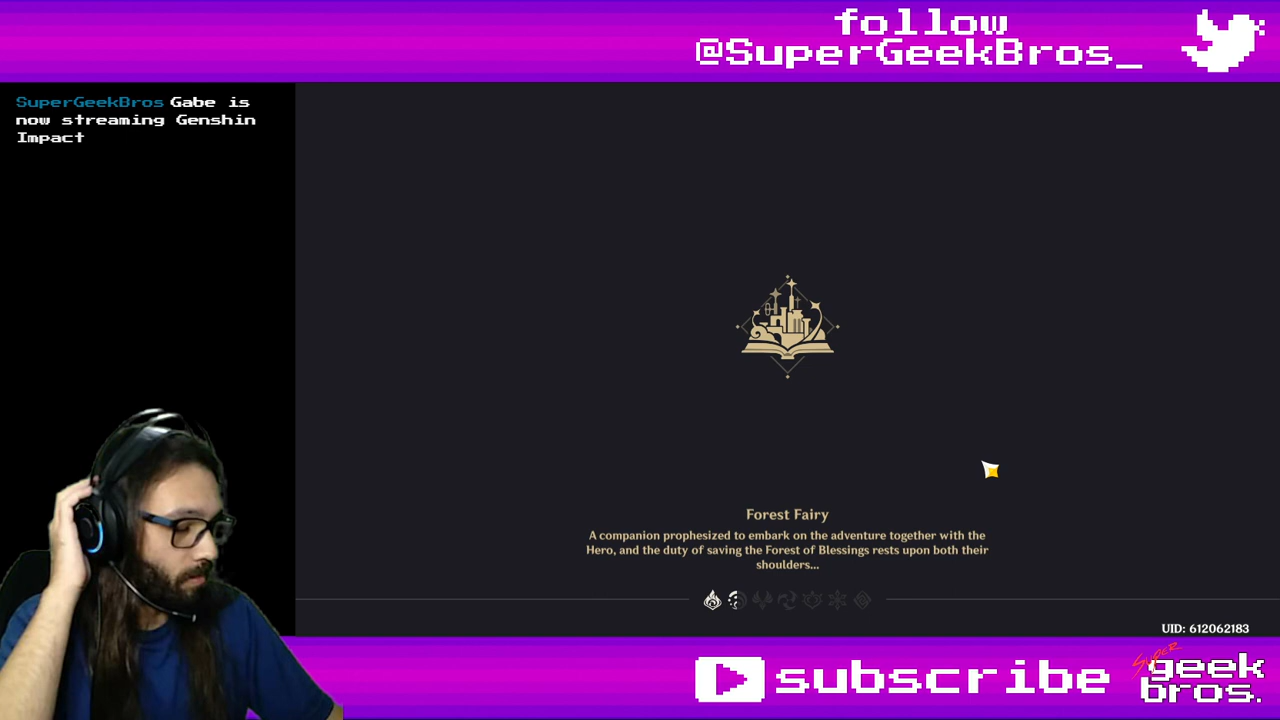 follow
@SuperGeekBros_
SuperGeekBros Gabe is
now streaming Genshin
Impact
Forest Fairy
A companion prophesized to embark on the adventure together with the
Hero, and the duty of saving the Forest of Blessings rests upon both their
shoulders...
UID: 612062183
subscribe
SUPER
geek
bros.